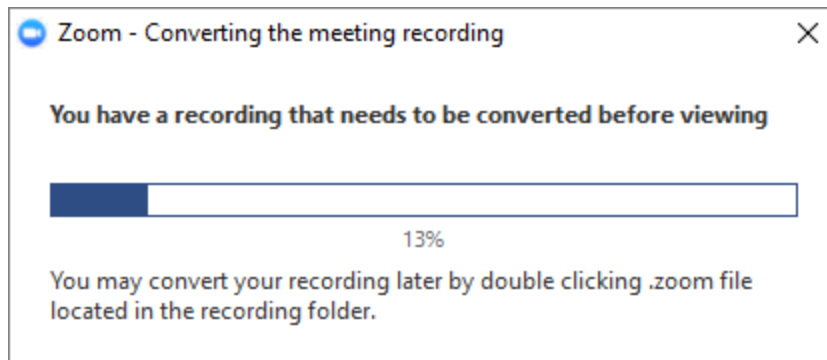 Zoom - Converting the meeting recording
You have a recording that needs to be converted before viewing
13%
You may convert your recording later by double clicking .zoom file
located in the recording folder.